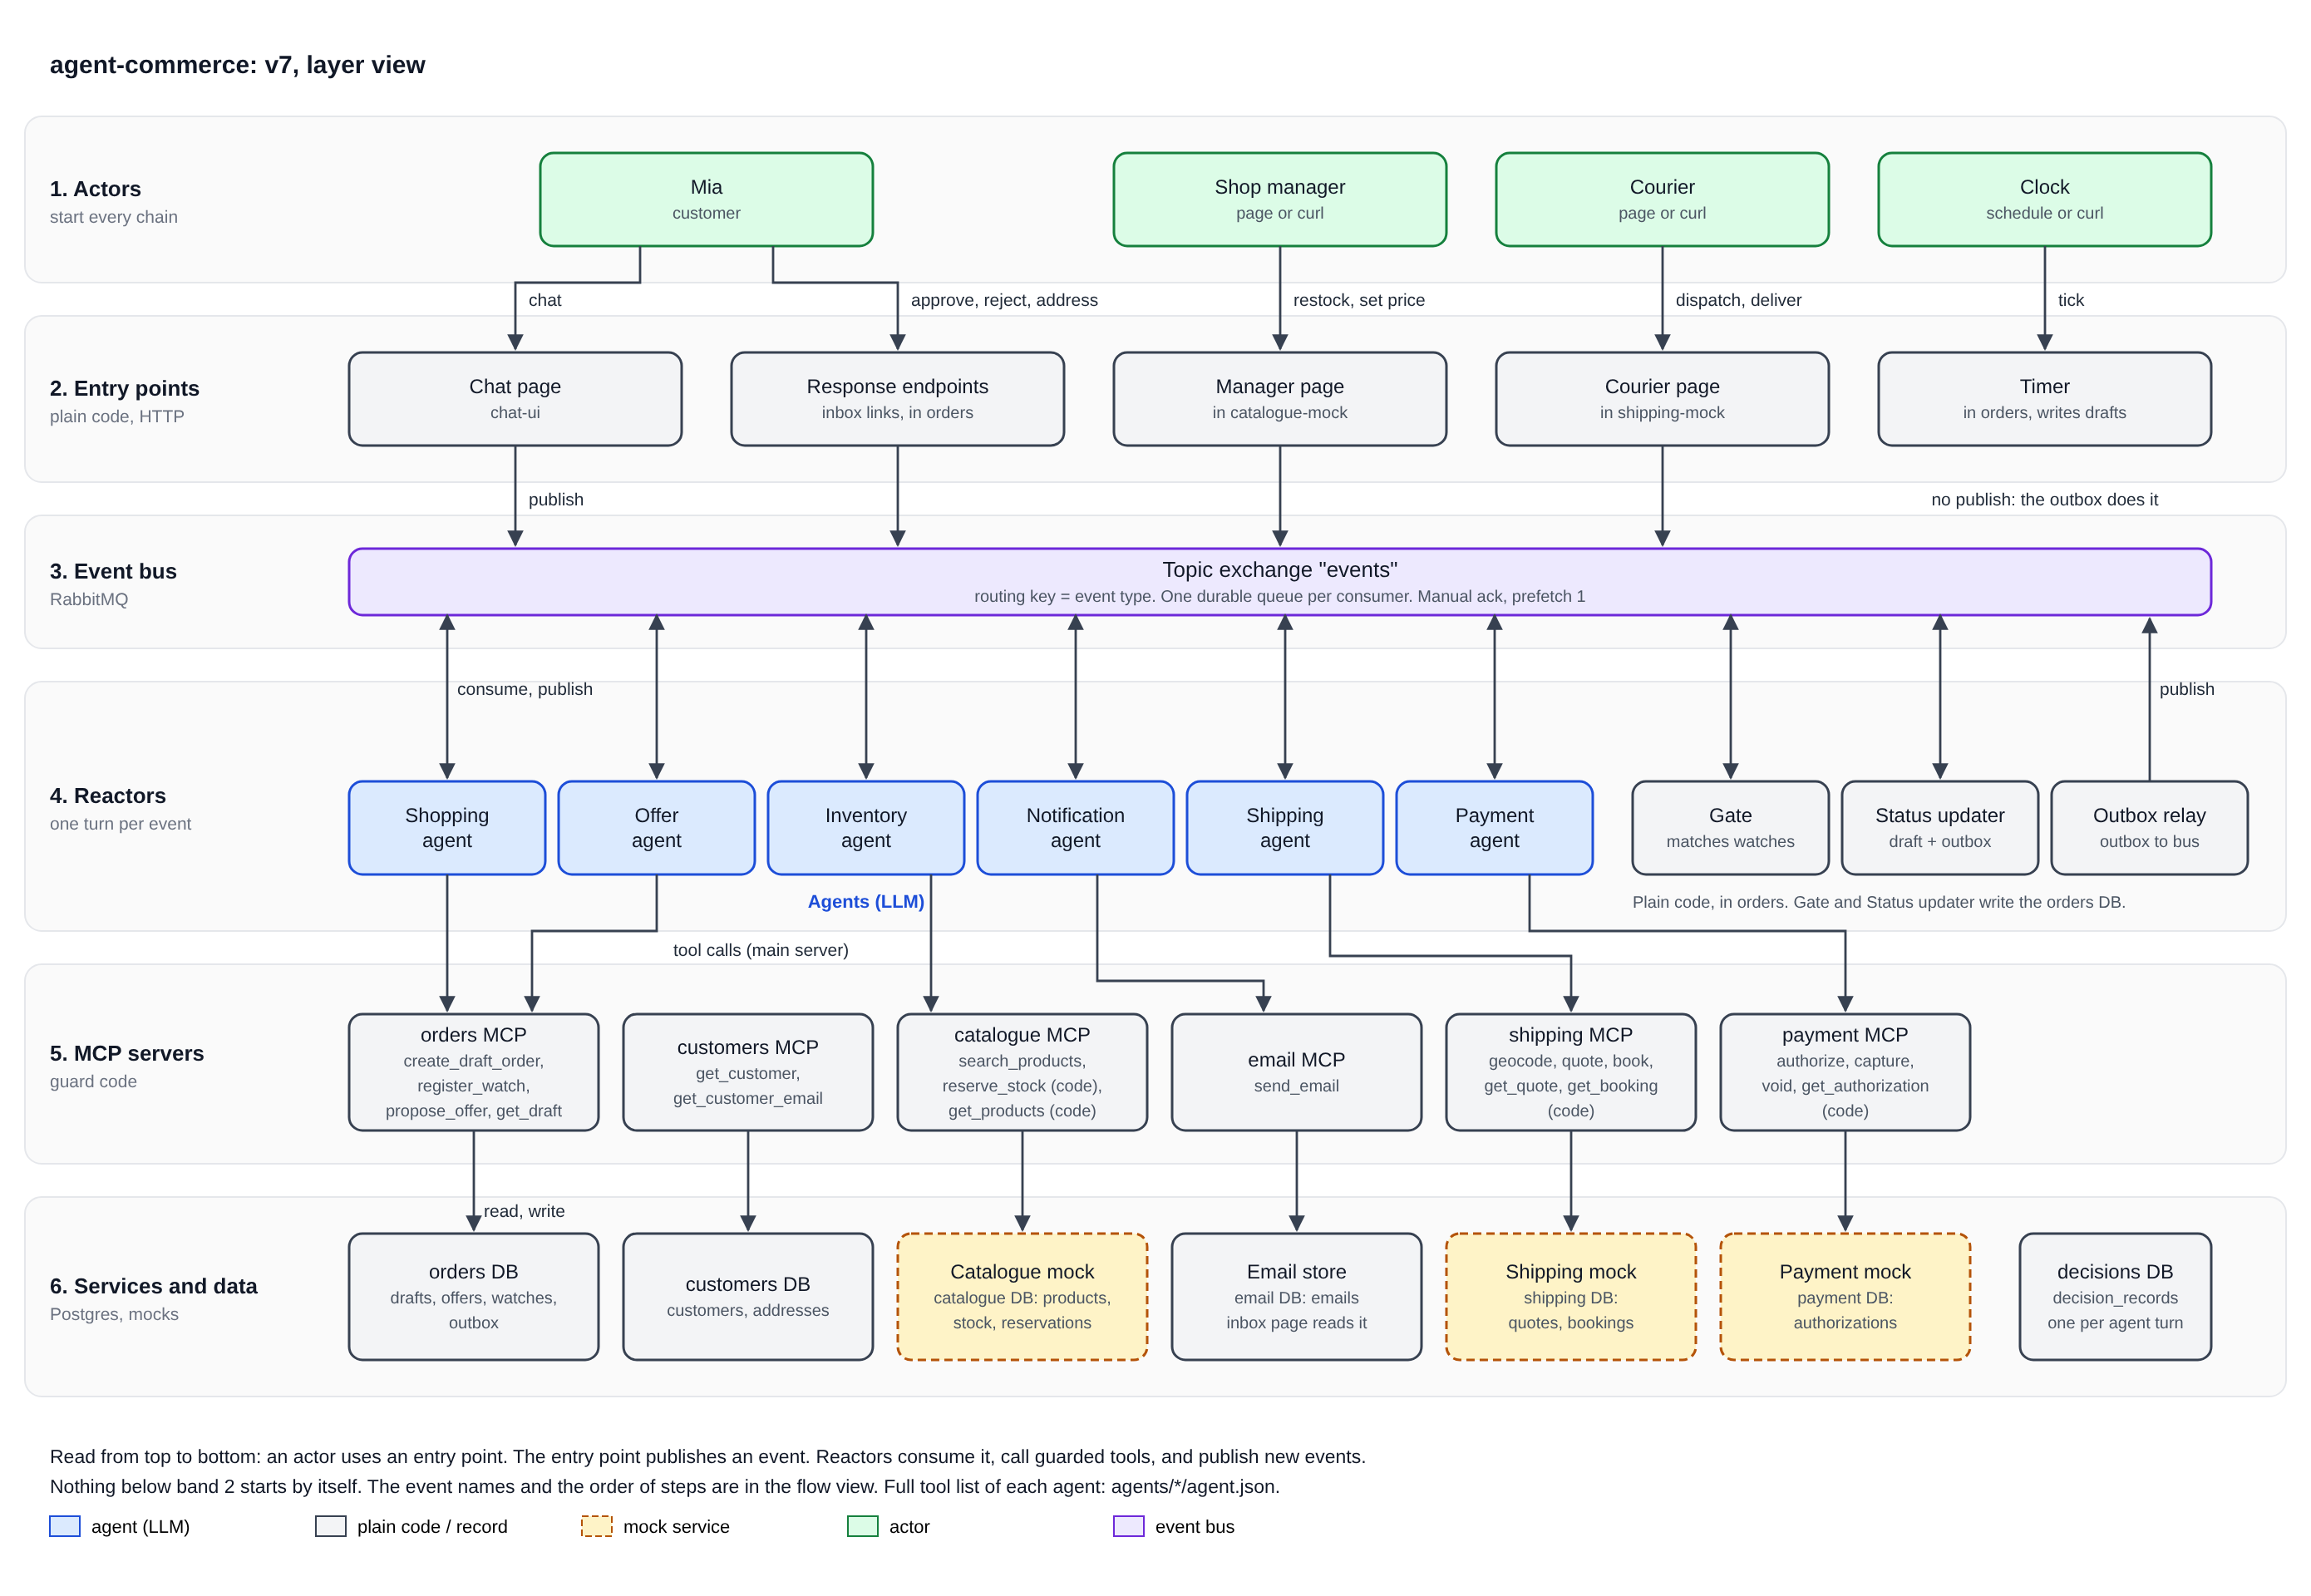 agent-commerce: v7, layer view
1. Actors
start every chain
Mia
customer
Shop manager
page or curl
Courier
page or curl
Clock
schedule or curl
chat
approve, reject, address
restock, set price
dispatch, deliver
tick
2. Entry points
plain code, HTTP
Chat page
chat-ui
Response endpoints
inbox links, in orders
Manager page
in catalogue-mock
Courier page
in shipping-mock
Timer
in orders, writes drafts
publish
no publish: the outbox does it
3. Event bus
RabbitMQ
Topic exchange "events"
routing key = event type. One durable queue per consumer. Manual ack, prefetch 1
consume, publish
publish
4. Reactors
one turn per event
Shopping
agent
Offer
agent
Inventory
agent
Notification
agent
Shipping
agent
Payment
agent
Gate
matches watches
Status updater
draft + outbox
Outbox relay
outbox to bus
Agents (LLM)
Plain code, in orders. Gate and Status updater write the orders DB.
tool calls (main server)
5. MCP servers
guard code
orders MCP
create_draft_order,
register_watch,
propose_offer, get_draft
customers MCP
get_customer,
get_customer_email
catalogue MCP
search_products,
reserve_stock (code),
get_products (code)
email MCP
send_email
shipping MCP
geocode, quote, book,
get_quote, get_booking
(code)
payment MCP
authorize, capture,
void, get_authorization
(code)
read, write
6. Services and data
Postgres, mocks
orders DB
drafts, offers, watches,
outbox
customers DB
customers, addresses
Catalogue mock
catalogue DB: products,
stock, reservations
Email store
email DB: emails
inbox page reads it
Shipping mock
shipping DB:
quotes, bookings
Payment mock
payment DB:
authorizations
decisions DB
decision_records
one per agent turn
Read from top to bottom: an actor uses an entry point. The entry point publishes an event. Reactors consume it, call guarded tools, and publish new events.
Nothing below band 2 starts by itself. The event names and the order of steps are in the flow view. Full tool list of each agent: agents/*/agent.json.
agent (LLM)
plain code / record
mock service
actor
event bus